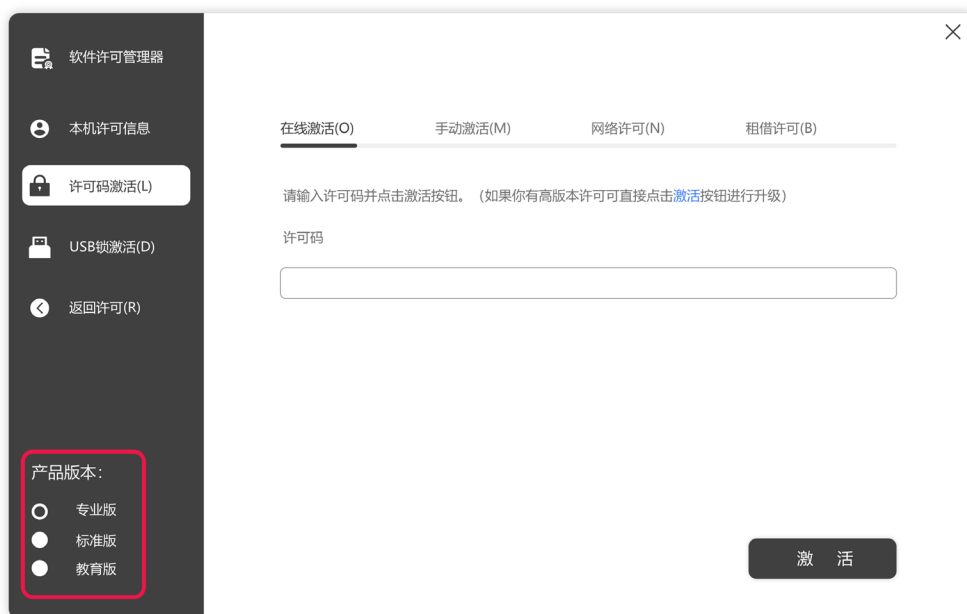 软件许可管理器
本机许可信息
许可码激活(L)
USB锁激活(D)
返回许可(R)
产品版本：
专业版
标准版
教育版
在线激活(O) 手动激活(M) 网络许可(N) 租借许可(B)
请输入许可码并点击激活按钮。（如果你有高版本许可可直接点击激活按钮进行升级）
许可码
激 活